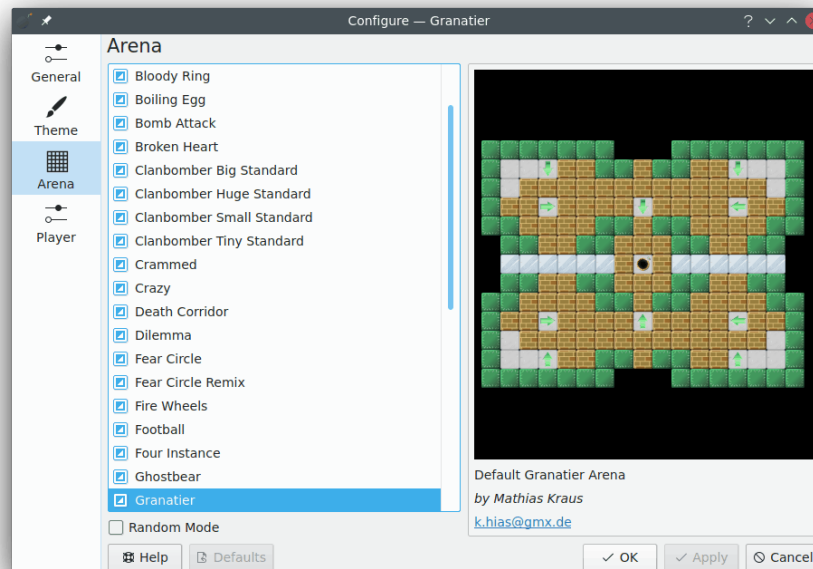 Configure — Granatier
?
General
Theme
Arena
Player
Arena
Bloody Ring
Boiling Egg
Bomb Attack
Broken Heart
Clanbomber Big Standard
Clanbomber Huge Standard
Clanbomber Small Standard
Clanbomber Tiny Standard
Crammed
Crazy
Death Corridor
Dilemma
Fear Circle
Fear Circle Remix
Fire Wheels
Football
Four Instance
Ghostbear
Granatier
Random Mode
Default Granatier Arena
by Mathias Kraus
k.hias@gmx.de
Help
Defaults
OK
Apply
Cancel